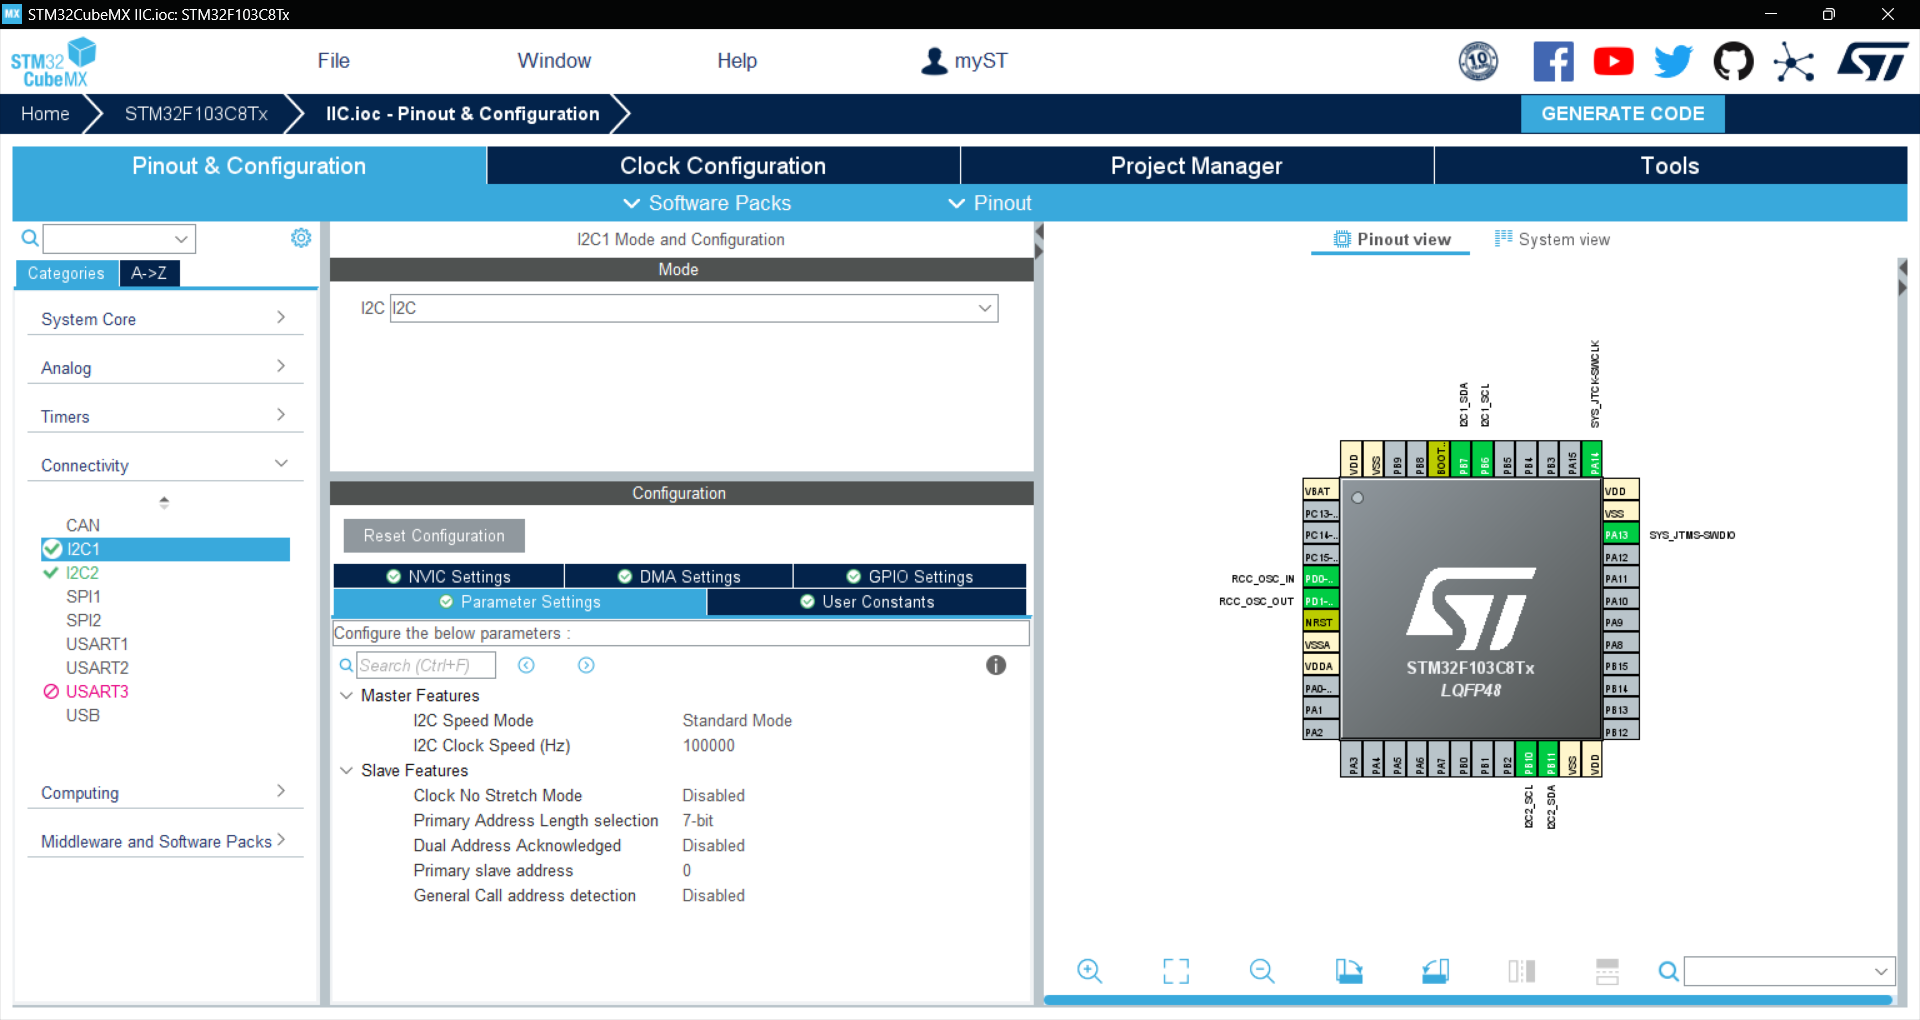 MX STM32CubeMX IIC.ioc: STM32F103C8Tx
STM32
CubeMX
File
Window
Help
myST
10
Home
STM32F103C8Tx
IIC.ioc - Pinout & Configuration
GENERATE CODE
Pinout & Configuration
Clock Configuration
Project Manager
Tools
Software Packs
Pinout
Categories
A->Z
System Core
Analog
Timers
Connectivity
CAN
I2C1
I2C2
SPI1
SPI2
USART1
USART2
USART3
USB
Computing
Middleware and Software Packs
I2C1 Mode and Configuration
Mode
I2C I2C
Configuration
Reset Configuration
NVIC Settings
DMA Settings
GPIO Settings
Parameter Settings
User Constants
Configure the below parameters :
Search (Ctrl+F)
Master Features
I2C Speed Mode Standard Mode
I2C Clock Speed (Hz) 100000
Slave Features
Clock No Stretch Mode Disabled
Primary Address Length selection 7-bit
Dual Address Acknowledged Disabled
Primary slave address 0
General Call address detection Disabled
Pinout view
System view
I2C1_SDA
I2C1_SCL
SYS_JTCK-SWCLK
VDD
VSS
PB9
PB8
BOOT..
PB7
PB6
PB5
PB4
PB3
PA15
PA14
VBAT
PC13-..
PC14-..
PC15-..
RCC_OSC_IN PD0-..
RCC_OSC_OUT PD1-..
NRST
VSSA
VDDA
PA0-..
PA1
PA2
STM32F103C8Tx
LQFP48
VDD
VSS
PA13 SYS_JTMS-SWDIO
PA12
PA11
PA10
PA9
PA8
PB15
PB14
PB13
PB12
PA3
PA4
PA5
PA6
PA7
PB0
PB1
PB2
PB10
PB11
VSS
VDD
I2C2_SCL
I2C2_SDA